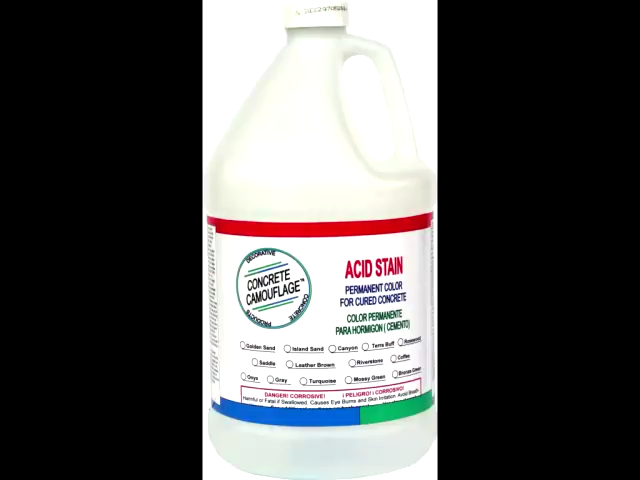 DECORATIVE
CONCRETE
CAMOUFLAGE™
CONCRETE
PRODUCTS
ACID STAIN
PERMANENT COLOR
FOR CURED CONCRETE
COLOR PERMANENTE
PARA HORMIGON ( CEMENTO)
Golden Sand Island Sand Canyon Terra Buff Rosewood
Saddle Leather Brown Riverstone Coffee
Onyx Gray Turquoise Mossy Green Bronze Green
DANGER! CORROSIVE! ¡ PELIGRO! ¡ CORROSIVO!
Harmful or Fatal if Swallowed. Causes Eye Burns and Skin Irritation. Avoid